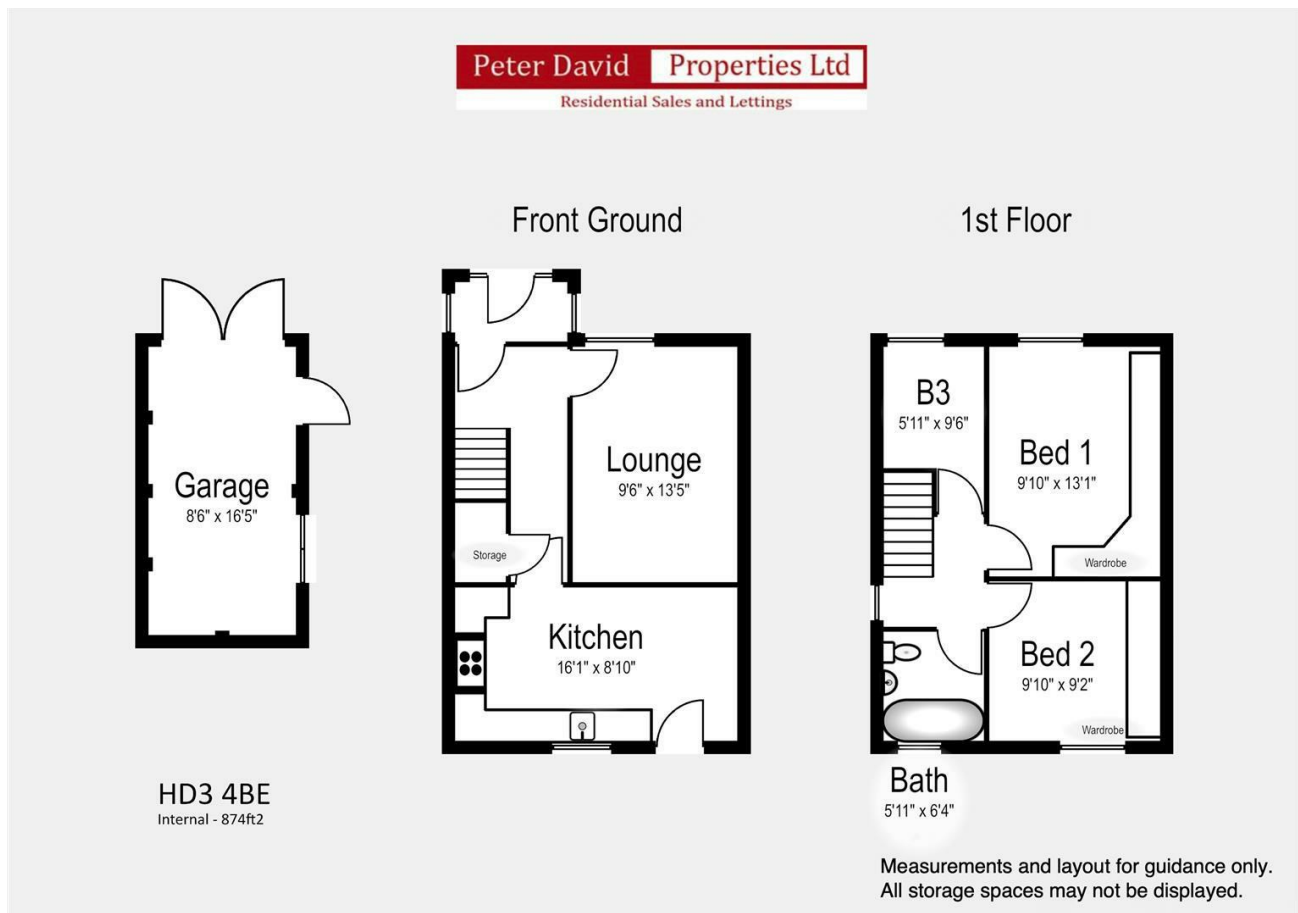 Peter David Properties Ltd
Residential Sales and Lettings
Front Ground
1st Floor
Garage
8'6" x 16'5"
Lounge
9'6" x 13'5"
Storage
Kitchen
16'1" x 8'10"
B3
5'11" x 9'6"
Bed 1
9'10" x 13'1"
Wardrobe
Bed 2
9'10" x 9'2"
Wardrobe
Bath
5'11" x 6'4"
HD3 4BE
Internal - 874ft2
Measurements and layout for guidance only.
All storage spaces may not be displayed.